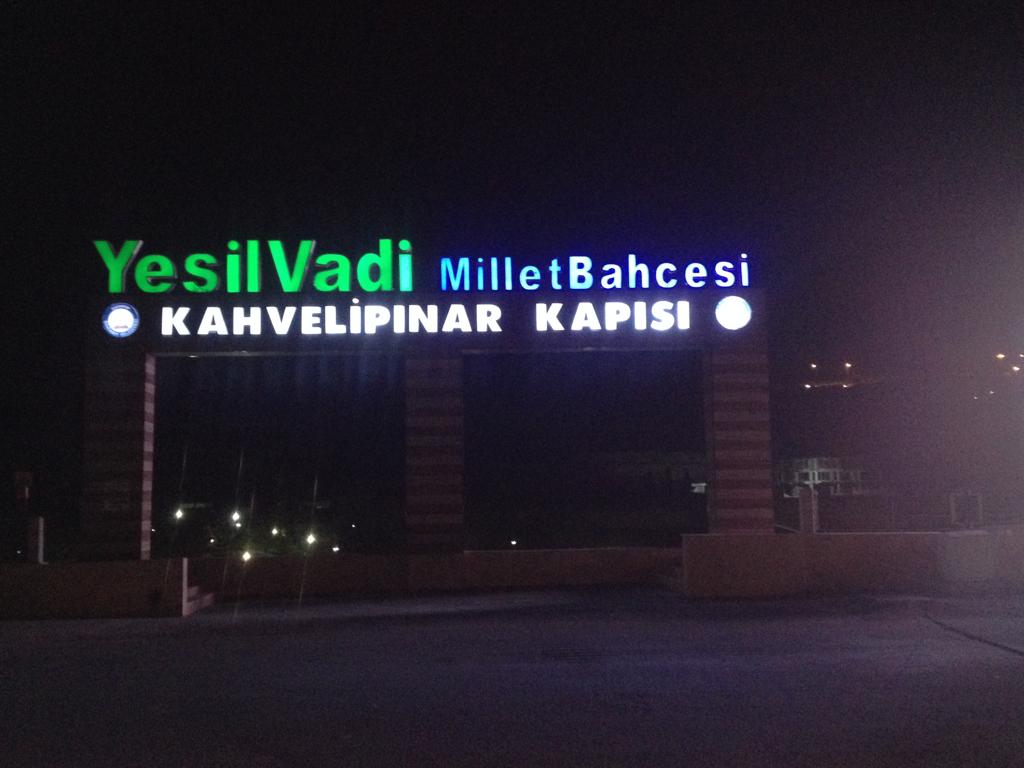 YesilVadi MilletBahcesi
KAHVELİPINAR KAPISI